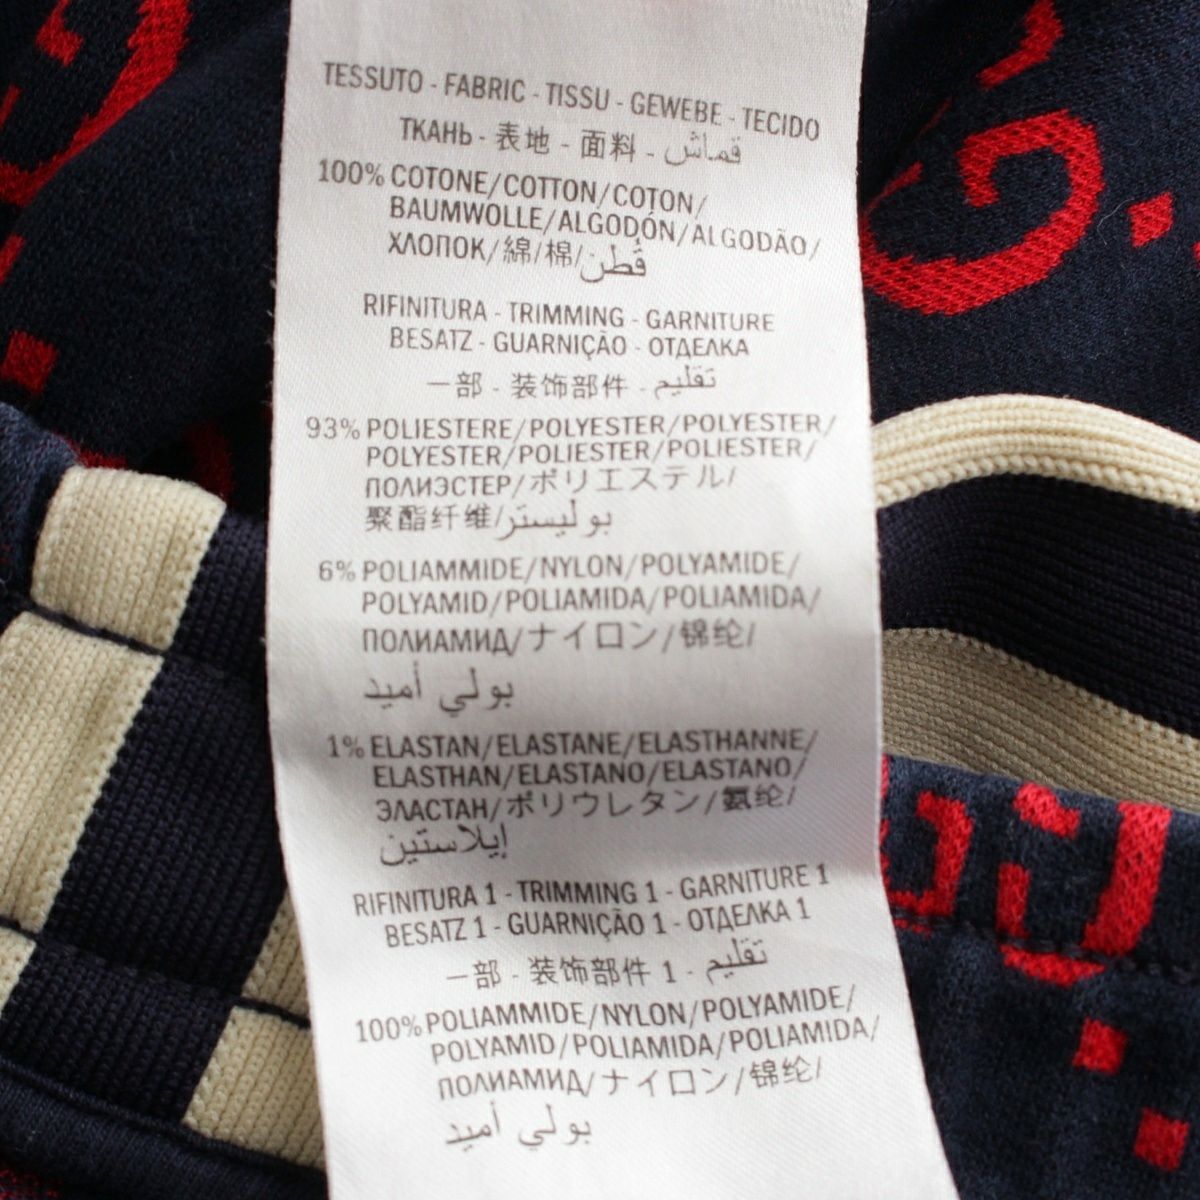 TESSUTO - FABRIC - TISSU - GEWEBE - TECIDO
ТКАНЬ - 表地 - 面料 - قماش
100% COTONE/COTTON/COTON/
BAUMWOLLE/ALGODÓN/ALGODÃO/
ХЛОПОК/綿/棉/قُطن
RIFINITURA - TRIMMING - GARNITURE
BESATZ - GUARNIÇÃO - ОТДЕЛКА
一部 - 装饰部件 - تقليم
93% POLIESTERE/POLYESTER/POLYESTER/
POLYESTER/POLIESTER/POLIESTER/
ПОЛИЭСТЕР/ポリエステル/
聚酯纤维/بوليستر
6% POLIAMMIDE/NYLON/POLYAMIDE/
POLYAMID/POLIAMIDA/POLIAMIDA/
ПОЛИАМИД/ナイロン/锦纶/
بولي أميد
1% ELASTAN/ELASTANE/ELASTHANNE/
ELASTHAN/ELASTANO/ELASTANO/
ЭЛАСТАН/ポリウレタン/氨纶/
إيلاستين
RIFINITURA 1 - TRIMMING 1 - GARNITURE 1
BESATZ 1 - GUARNIÇÃO 1 - ОТДЕЛКА 1
一部 - 装饰部件 1 - تقليم
100% POLIAMMIDE/NYLON/POLYAMIDE/
POLYAMID/POLIAMIDA/POLIAMIDA/
ПОЛИАМИД/ナイロン/锦纶/
بولي أميد